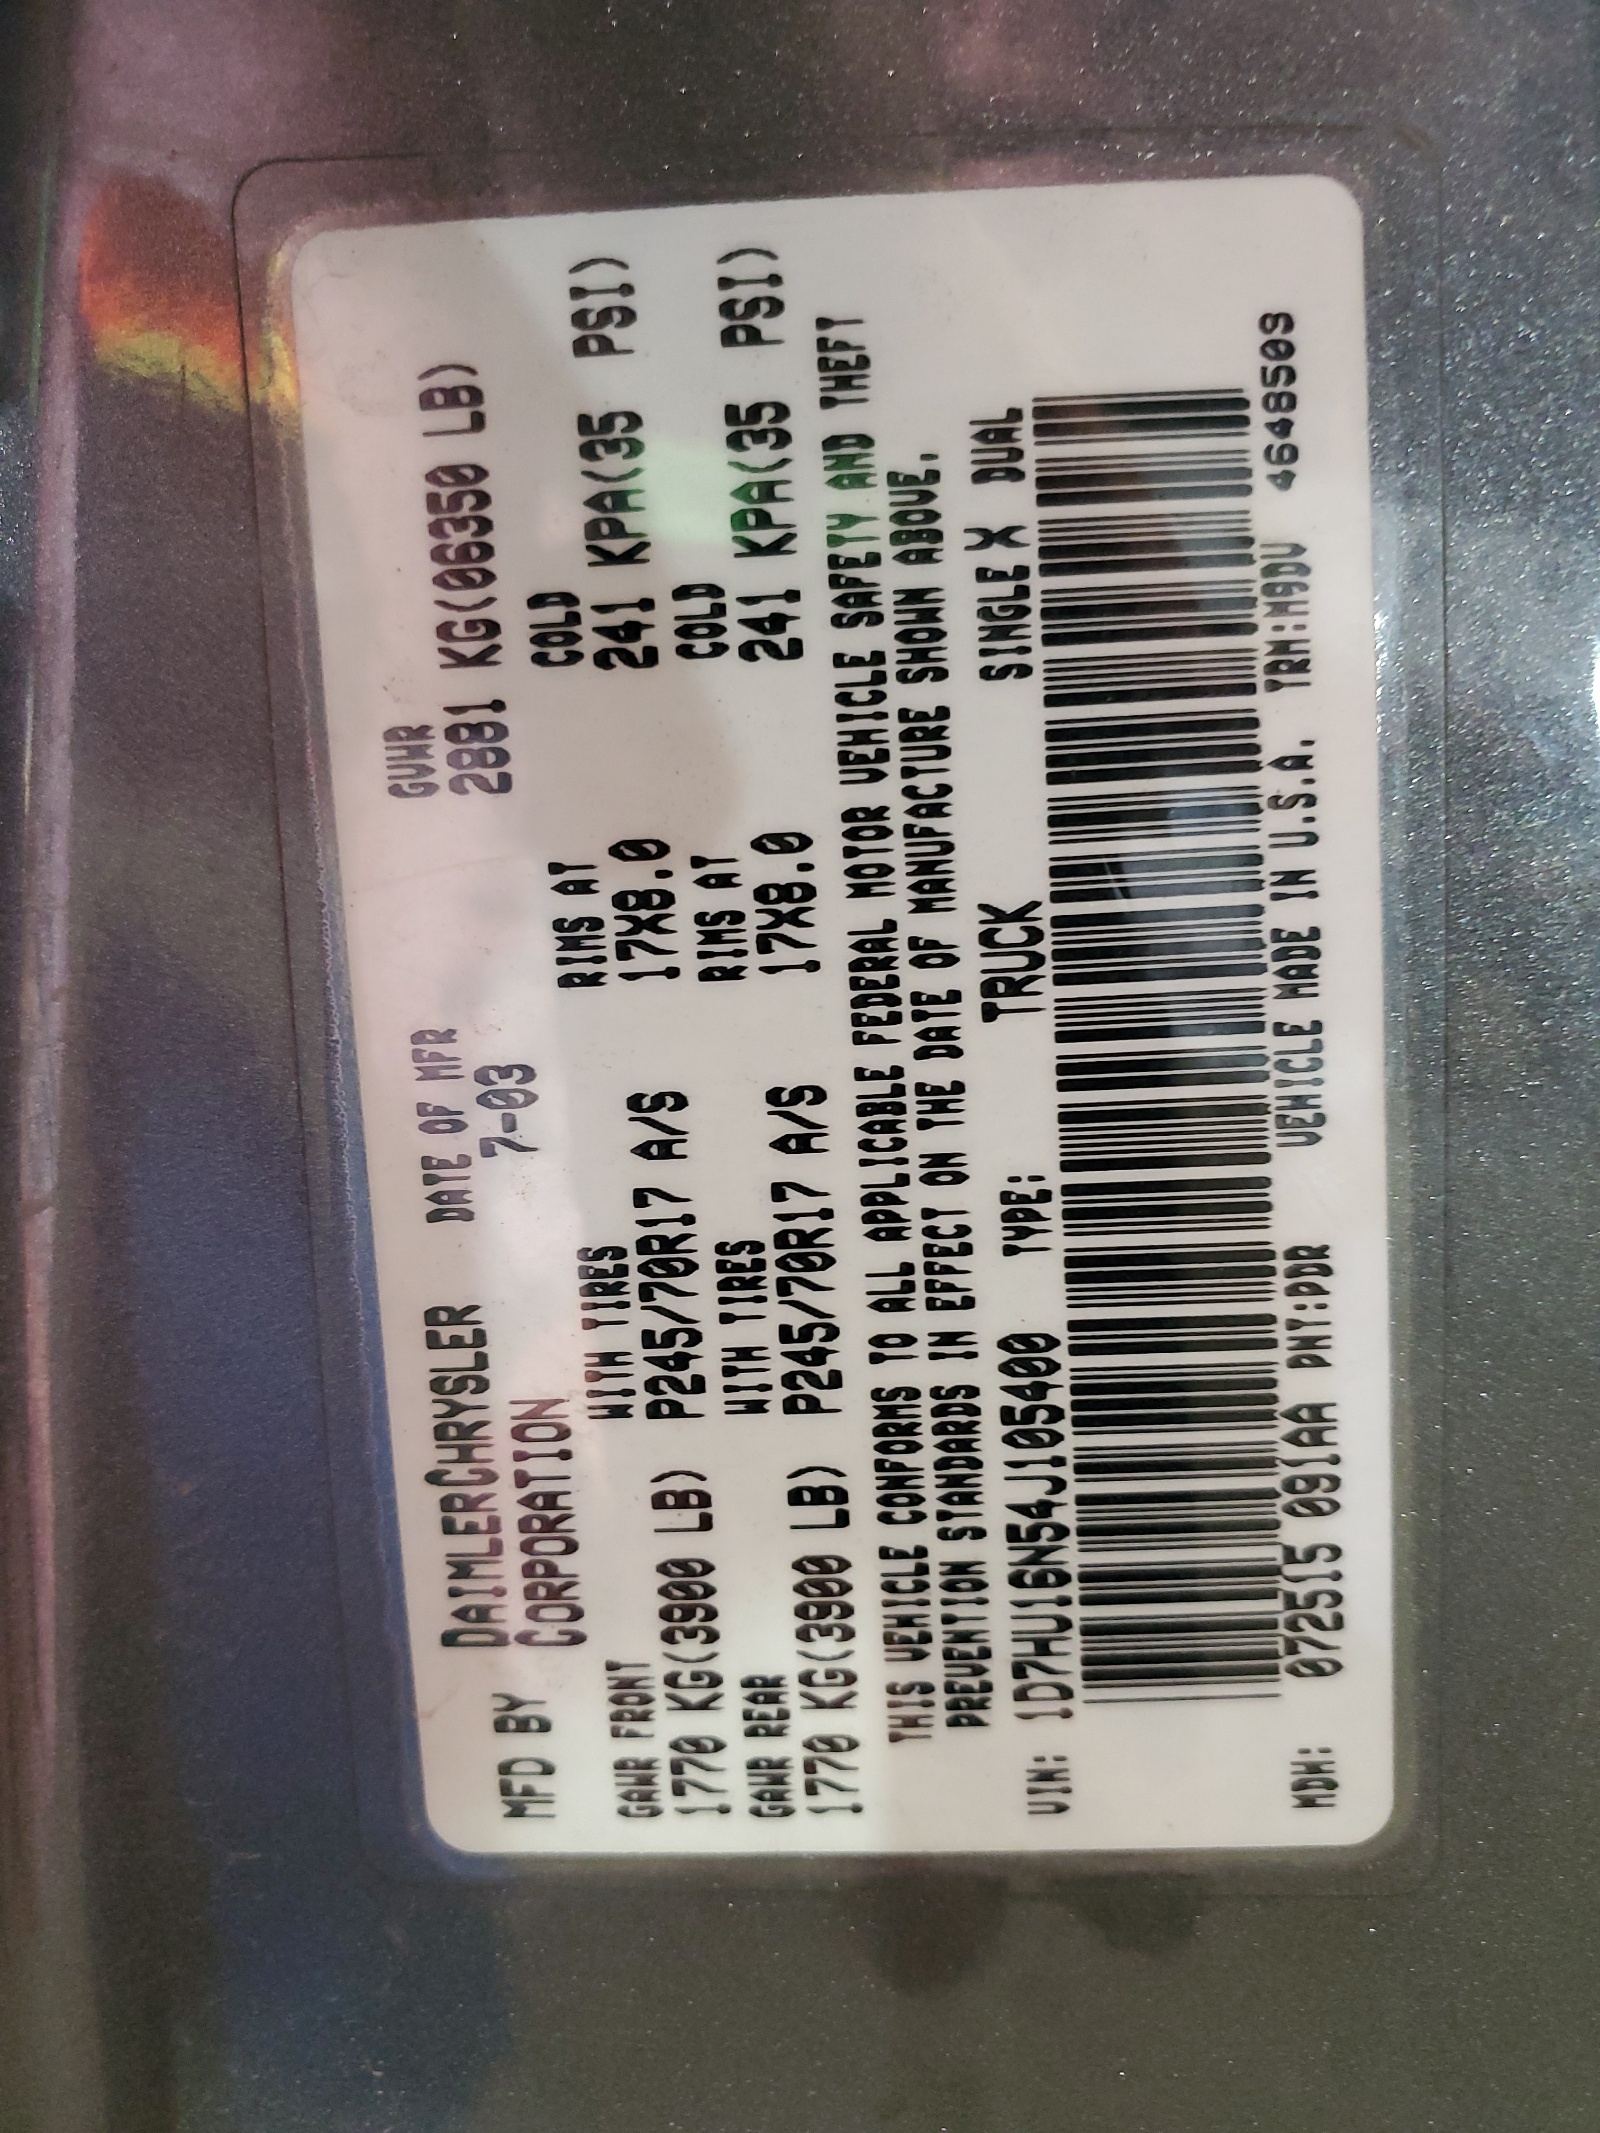 MFD BY DAIMLERCHRYSLER CORPORATION DATE OF MFR 7-03 GVWR 2881 KG(06350 LB)
GAWR FRONT WITH TIRES RIMS AT COLD
1770 KG(3900 LB) P245/70R17 A/S 17X8.0 241 KPA(35 PSI)
GAWR REAR WITH TIRES RIMS AT COLD
1770 KG(3900 LB) P245/70R17 A/S 17X8.0 241 KPA(35 PSI)
THIS VEHICLE CONFORMS TO ALL APPLICABLE FEDERAL MOTOR VEHICLE SAFETY AND THEFT
PREVENTION STANDARDS IN EFFECT ON THE DATE OF MANUFACTURE SHOWN ABOVE.
VIN: 1D7HU16N54J105400 TYPE: TRUCK SINGLE X DUAL
MDH: 072515 091AA PNT:PDR VEHICLE MADE IN U.S.A. TRM:M9DV 4648509